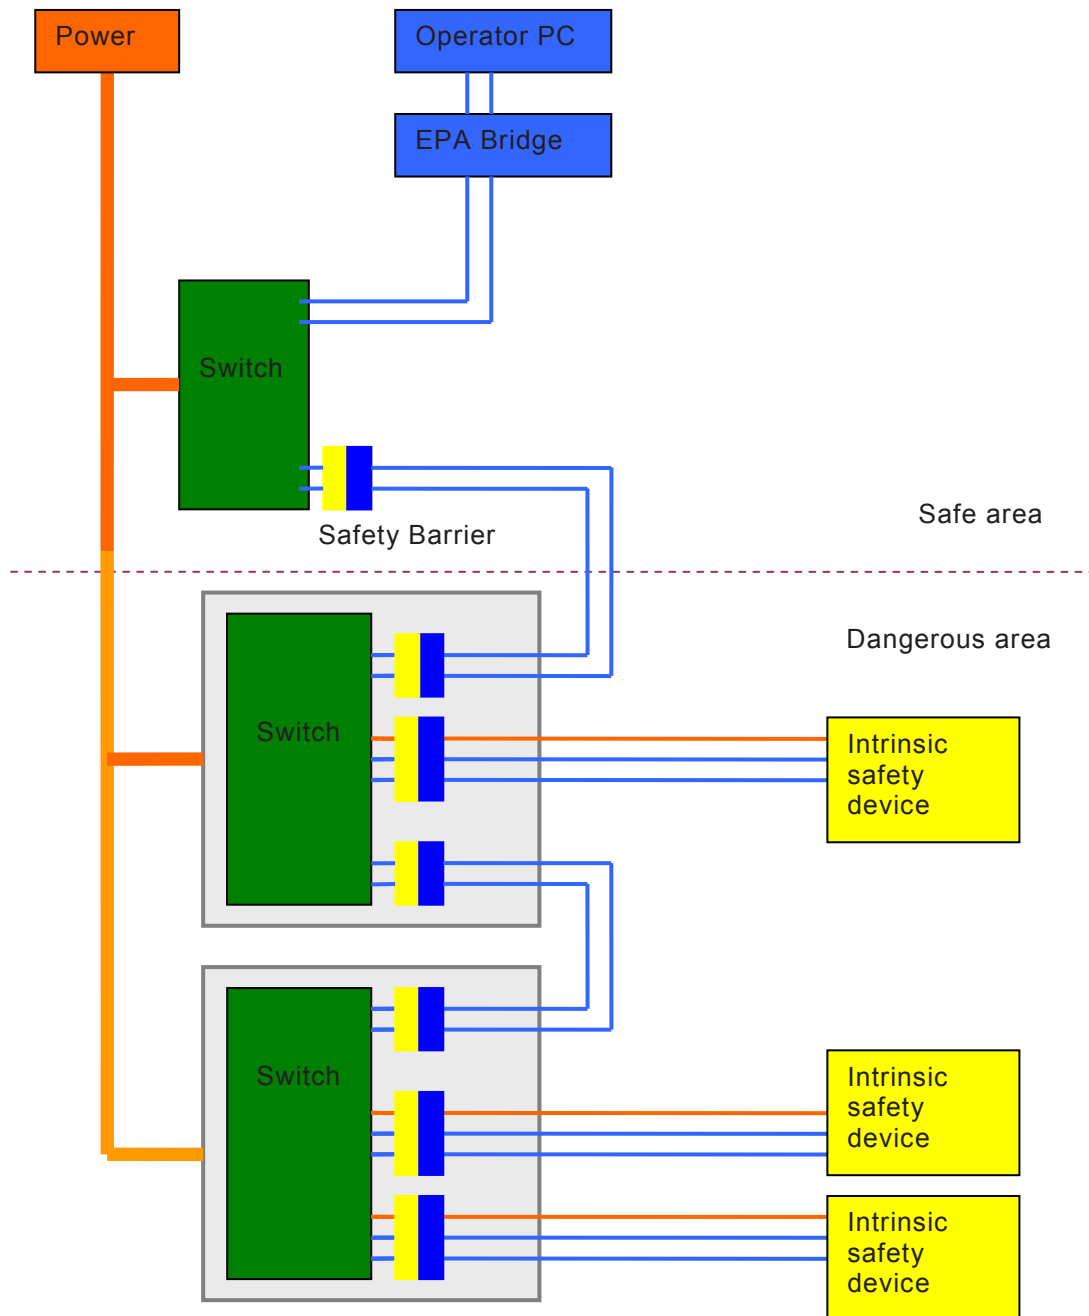 Power
Operator PC
EPA Bridge
Switch
Safe area
Safety Barrier
Dangerous area
Switch
Intrinsic
safety
device
Switch
Intrinsic
safety
device
Intrinsic
safety
device